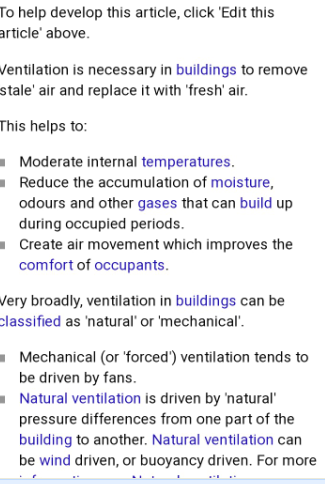 To help develop this article, click 'Edit this
article' above.
Ventilation is necessary in buildings to remove
'stale' air and replace it with 'fresh' air.
This helps to:
Moderate internal temperatures.
Reduce the accumulation of moisture,
odours and other gases that can build up
during occupied periods.
Create air movement which improves the
comfort of occupants.
Very broadly, ventilation in buildings can be
classified as 'natural' or 'mechanical'.
Mechanical (or 'forced') ventilation tends to
be driven by fans.
Natural ventilation is driven by 'natural'
pressure differences from one part of the
building to another. Natural ventilation can
be wind driven, or buoyancy driven. For more